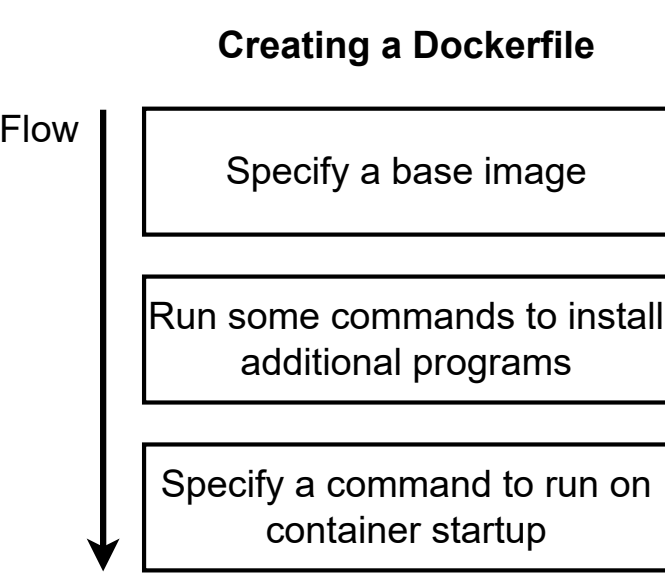 Creating a Dockerfile
Flow
Specify a base image
Run some commands to install
additional programs
Specify a command to run on
container startup